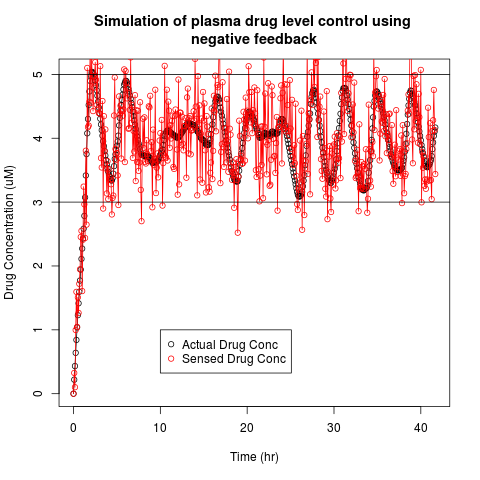 Simulation of plasma drug level control using
negative feedback
Drug Concentration (uM)
5
4
3
2
1
0
Actual Drug Conc
Sensed Drug Conc
0 10 20 30 40
Time (hr)